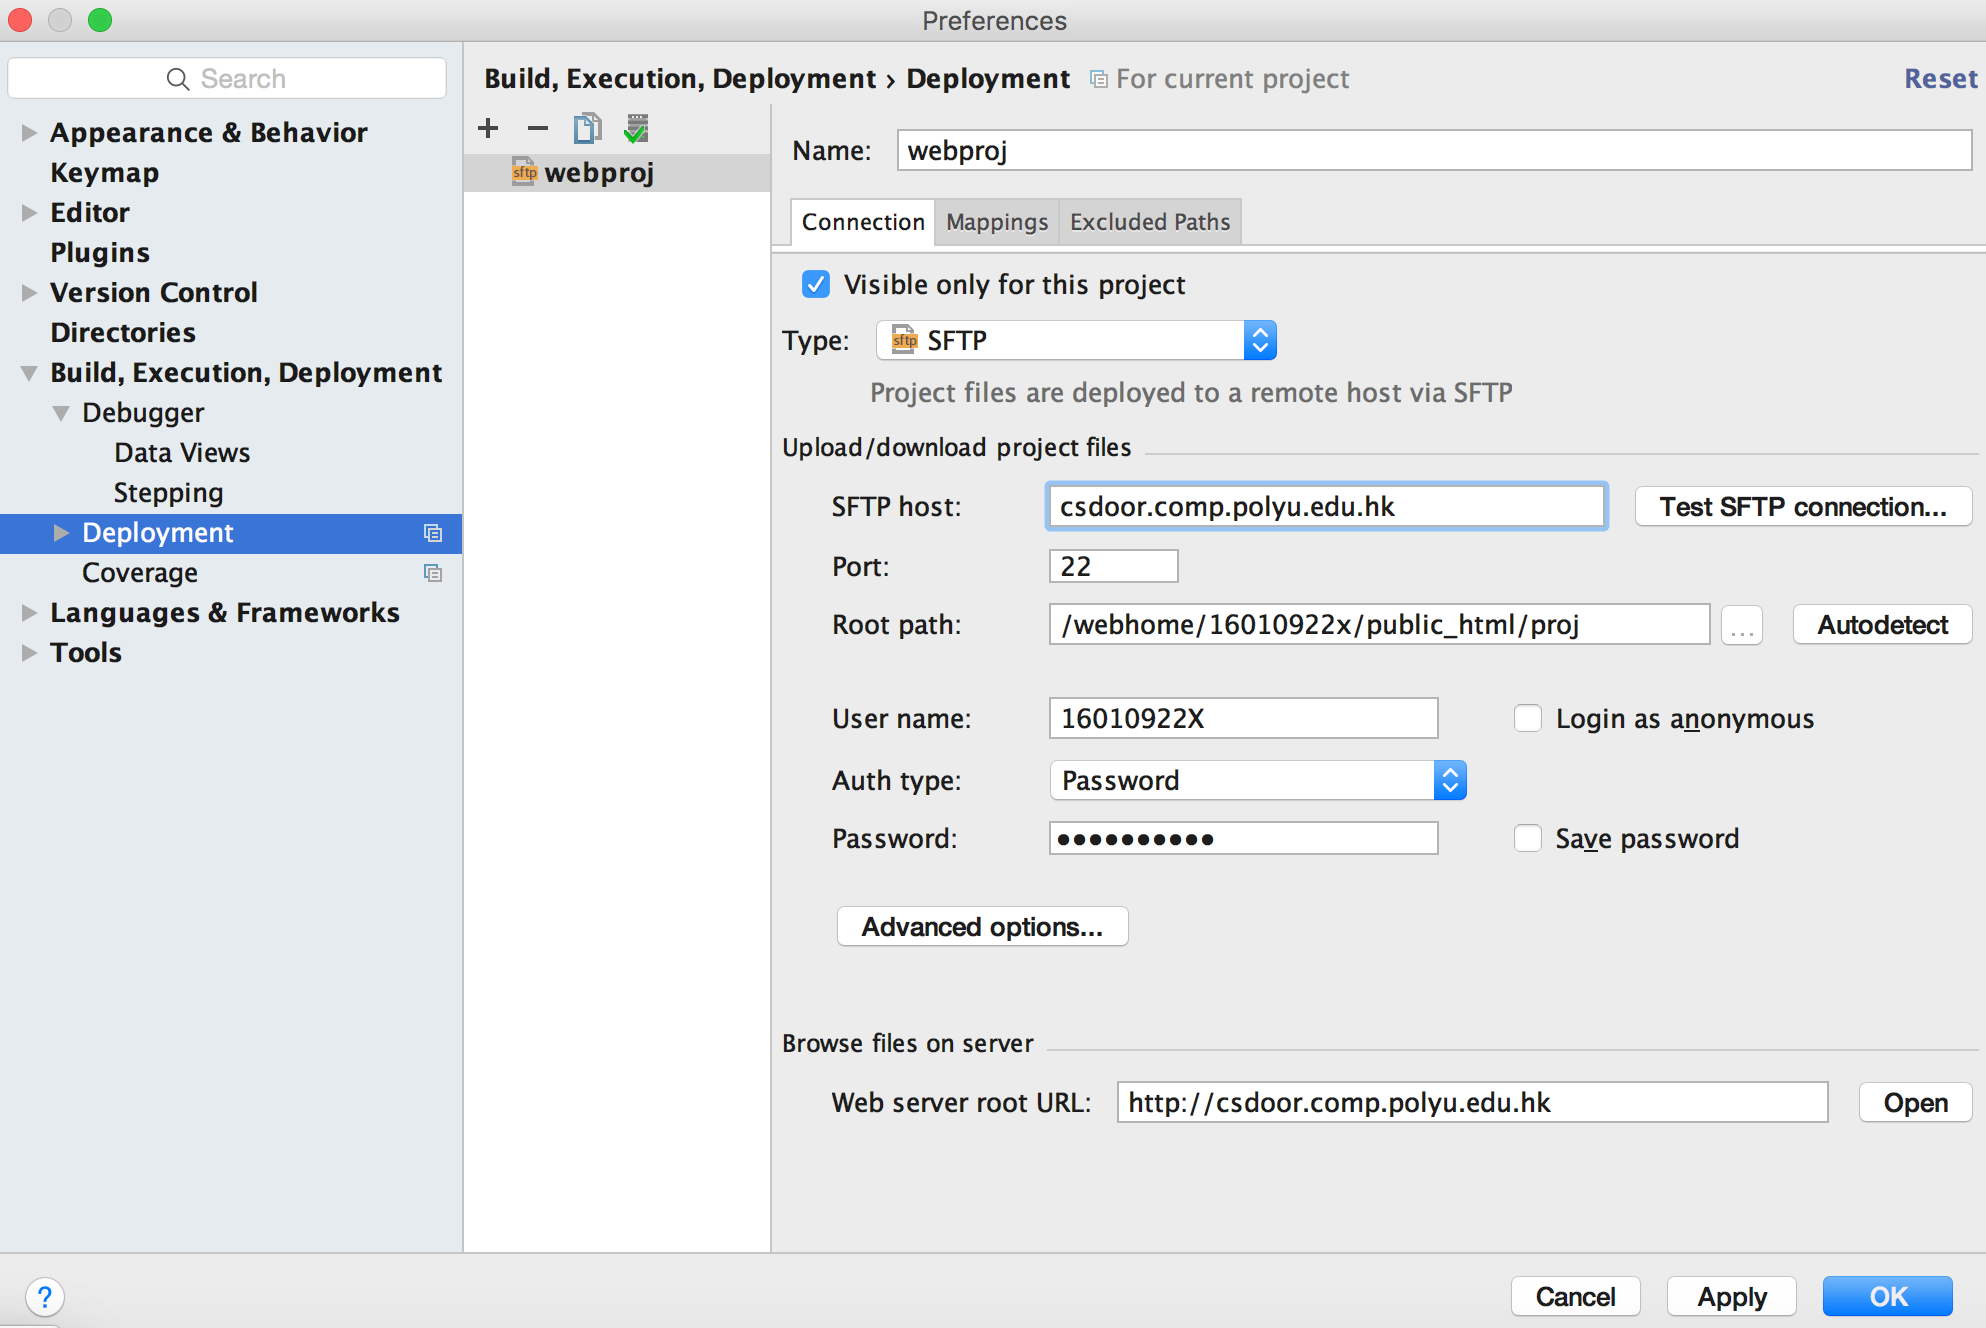 Preferences
Search
Appearance & Behavior
Keymap
Editor
Plugins
Version Control
Directories
Build, Execution, Deployment
Debugger
Data Views
Stepping
Deployment
Coverage
Languages & Frameworks
Tools
Build, Execution, Deployment › Deployment For current project Reset
sftp webproj
Name: webproj
Connection Mappings Excluded Paths
Visible only for this project
Type: sftp SFTP
Project files are deployed to a remote host via SFTP
Upload/download project files
SFTP host: csdoor.comp.polyu.edu.hk Test SFTP connection...
Port: 22
Root path: /webhome/16010922x/public_html/proj ... Autodetect
User name: 16010922X Login as anonymous
Auth type: Password
Password: •••••••••• Save password
Advanced options...
Browse files on server
Web server root URL: http://csdoor.comp.polyu.edu.hk Open
? Cancel Apply OK